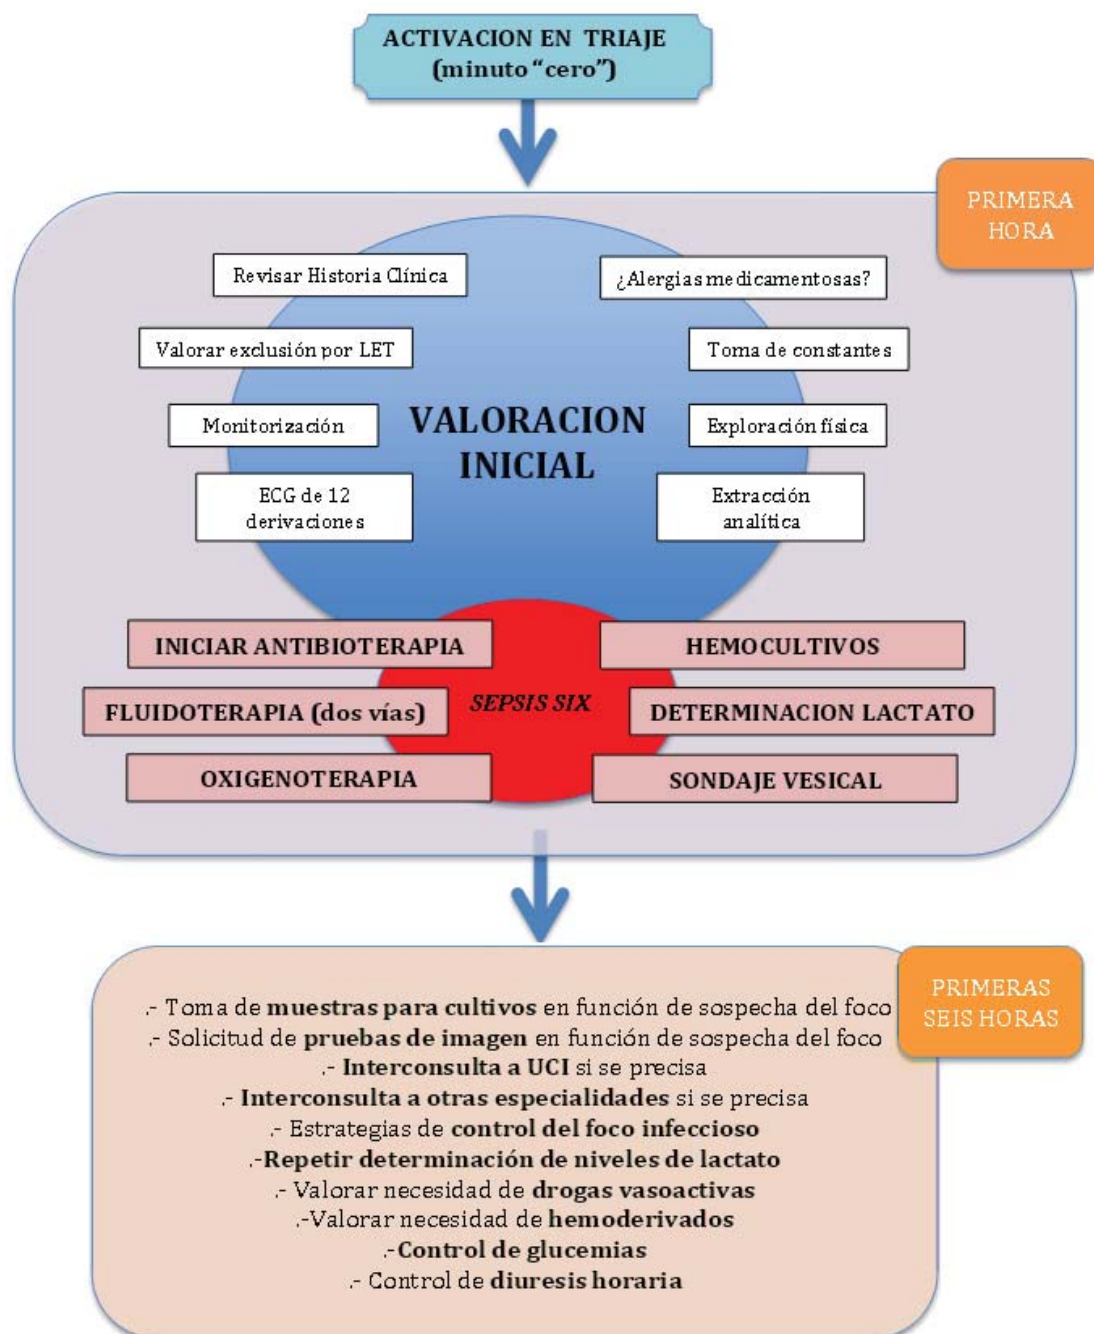 ACTIVACION EN TRIAJE
(minuto “cero”)
PRIMERA
HORA
Revisar Historia Clínica
¿Alergias medicamentosas?
Valorar exclusión por LET
Toma de constantes
Monitorización
VALORACION
INICIAL
Exploración física
ECG de 12
derivaciones
Extracción
analítica
INICIAR ANTIBIOTERAPIA
HEMOCULTIVOS
FLUIDOTERAPIA (dos vías)
SEPSIS SIX
DETERMINACION LACTATO
OXIGENOTERAPIA
SONDAJE VESICAL
PRIMERAS
SEIS HORAS
.- Toma de muestras para cultivos en función de sospecha del foco
.- Solicitud de pruebas de imagen en función de sospecha del foco
.- Interconsulta a UCI si se precisa
.- Interconsulta a otras especialidades si se precisa
.- Estrategias de control del foco infeccioso
.-Repetir determinación de niveles de lactato
.- Valorar necesidad de drogas vasoactivas
.-Valorar necesidad de hemoderivados
.-Control de glucemias
.- Control de diuresis horaria